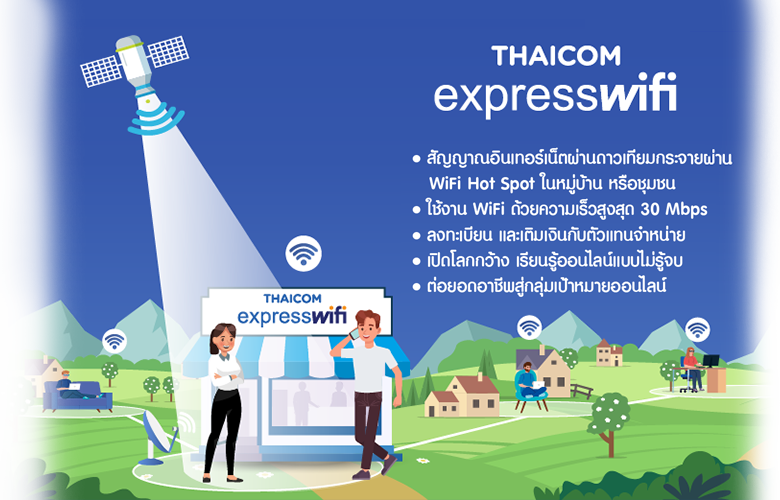 THAICOM
expresswifi
• สัญญาณอินเทอร์เน็ตผ่านดาวเทียมกระจายผ่าน
WiFi Hot Spot ในหมู่บ้าน หรือชุมชน
• ใช้งาน WiFi ด้วยความเร็วสูงสุด 30 Mbps
• ลงทะเบียน และเติมเงินกับตัวแทนจำหน่าย
• เปิดโลกกว้าง เรียนรู้ออนไลน์แบบไม่รู้จบ
• ต่อยอดอาชีพสู่กลุ่มเป้าหมายออนไลน์
THAICOM
expresswifi